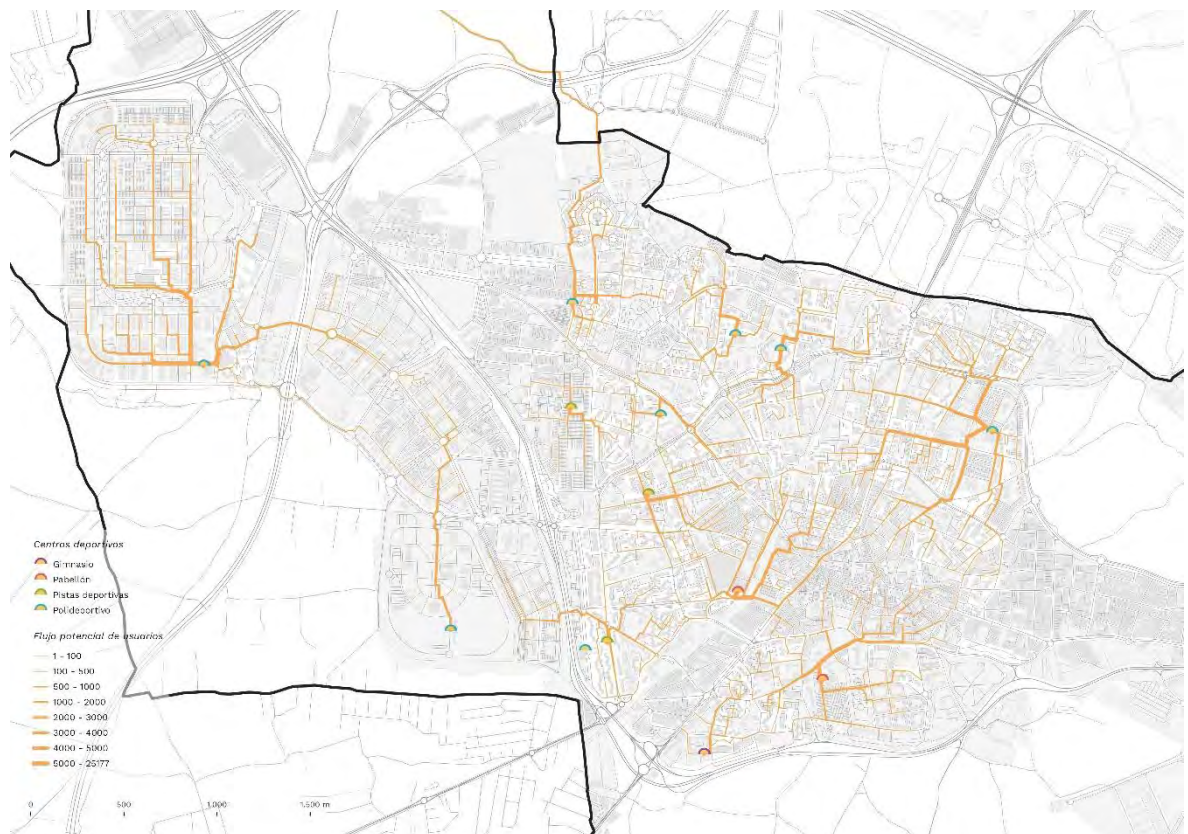 Centros deportivos
Gimnasio
Pabellón
Pistas deportivas
Polideportivo
Flujo potencial de usuarios
1 - 100
100 - 500
500 - 1000
1000 - 2000
2000 - 3000
3000 - 4000
4000 - 5000
5000 - 25177
0 500 1.000 1.500 m